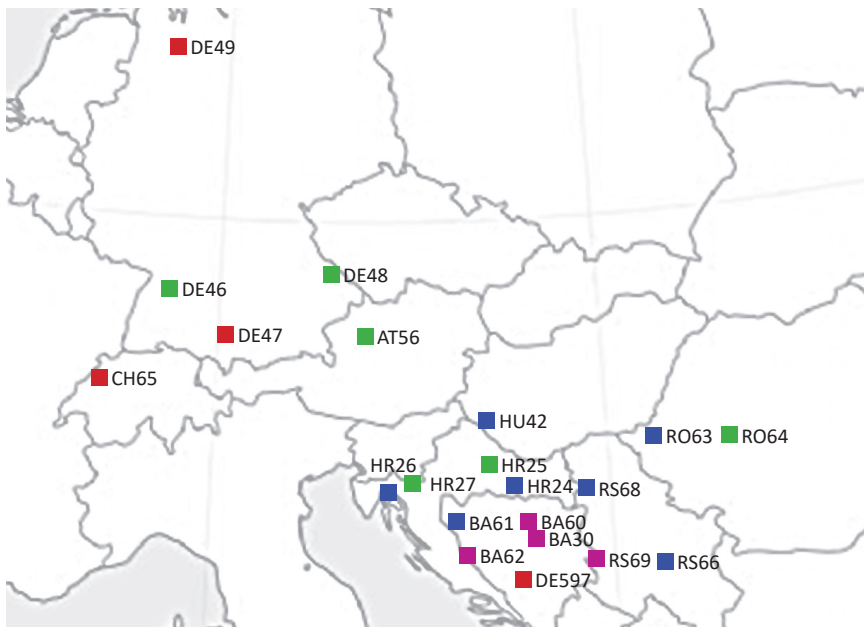 DE49
DE48
DE46
DE47
AT56
CH65
HU42
RO63
RO64
HR26
HR25
HR27
HR24
RS68
BA61
BA60
BA30
BA62
RS69
RS66
DE597